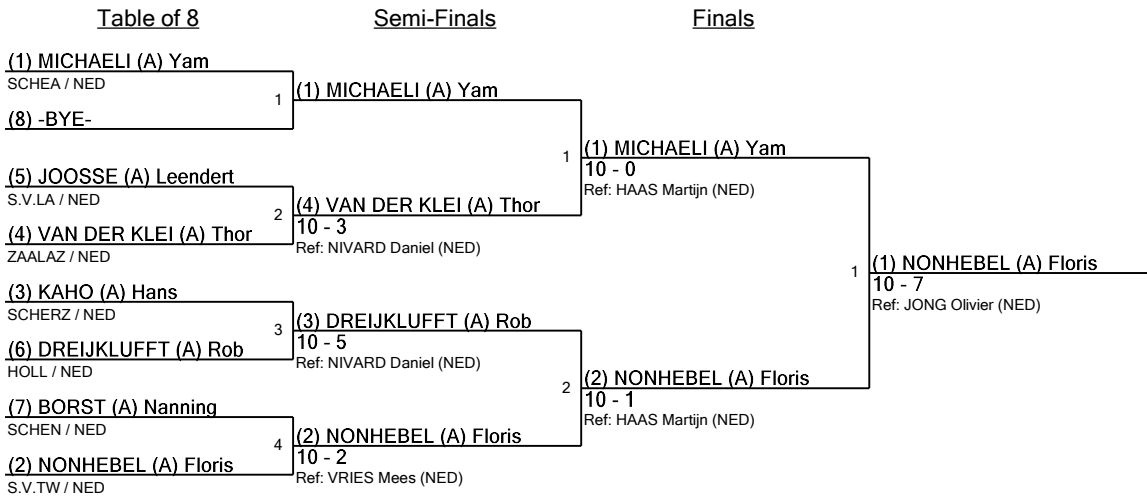 Table of 8
Semi-Finals
Finals
(1) MICHAELI (A) Yam
SCHEA / NED
1
(8) -BYE-
(5) JOOSSE (A) Leendert
S.V.LA / NED
2
(4) VAN DER KLEI (A) Thor
ZAALAZ / NED
(3) KAHO (A) Hans
SCHERZ / NED
3
(6) DREIJKLUFFT (A) Rob
HOLL / NED
(7) BORST (A) Nanning
SCHEN / NED
4
(2) NONHEBEL (A) Floris
S.V.TW / NED
(1) MICHAELI (A) Yam
1
(4) VAN DER KLEI (A) Thor
10 - 3
Ref: NIVARD Daniel (NED)
(3) DREIJKLUFFT (A) Rob
10 - 5
Ref: NIVARD Daniel (NED)
2
(2) NONHEBEL (A) Floris
10 - 2
Ref: VRIES Mees (NED)
(1) MICHAELI (A) Yam
10 - 0
Ref: HAAS Martijn (NED)
1
(2) NONHEBEL (A) Floris
10 - 1
Ref: HAAS Martijn (NED)
(1) NONHEBEL (A) Floris
10 - 7
Ref: JONG Olivier (NED)